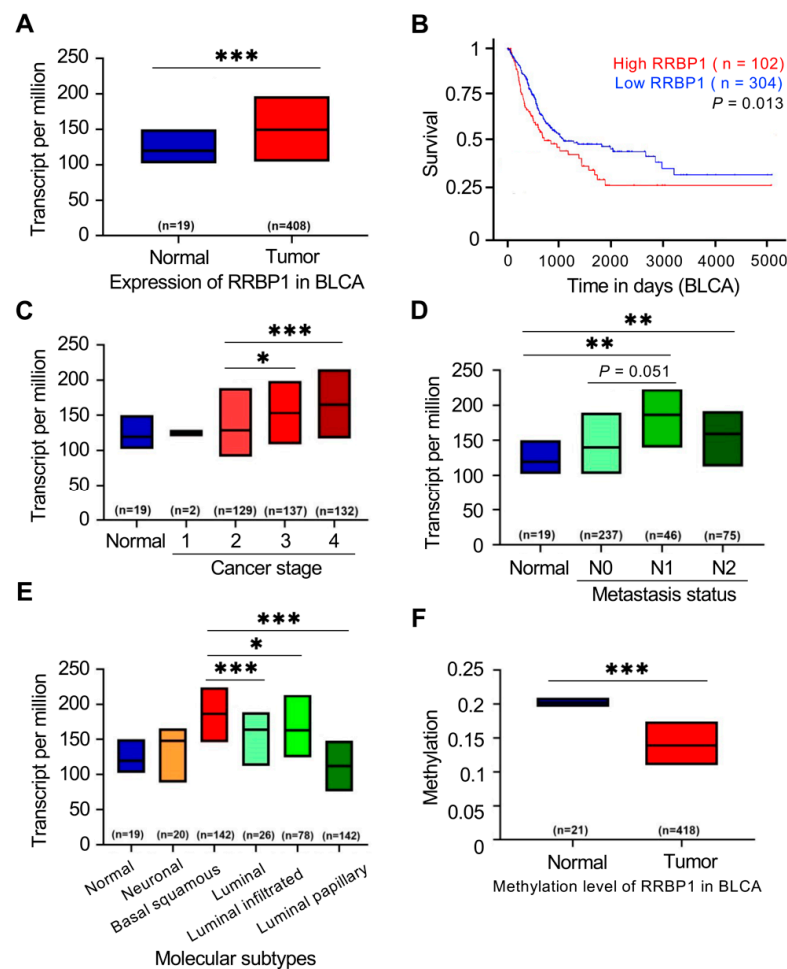 A
Transcript per million
250
200
150
100
50
0
***
(n=19)
(n=408)
Normal
Tumor
Expression of RRBP1 in BLCA
B
Survival
1
0.75
0.5
0.25
0
High RRBP1 ( n = 102)
Low RRBP1 ( n = 304)
P = 0.013
0
1000
2000
3000
4000
5000
Time in days (BLCA)
C
Transcript per million
250
200
150
100
50
0
***
*
(n=19)
(n=2)
(n=129)
(n=137)
(n=132)
Normal
1
2
3
4
Cancer stage
D
Transcript per million
250
200
150
100
50
0
**
**
P = 0.051
(n=19)
(n=237)
(n=46)
(n=75)
Normal
N0
N1
N2
Metastasis status
E
Transcript per million
250
200
150
100
50
0
***
*
***
(n=19)
(n=20)
(n=142)
(n=26)
(n=78)
(n=142)
Normal
Neuronal
Basal squamous
Luminal
Luminal infiltrated
Luminal papillary
Molecular subtypes
F
Methylation
0.25
0.2
0.15
0.1
0.05
0
***
(n=21)
(n=418)
Normal
Tumor
Methylation level of RRBP1 in BLCA